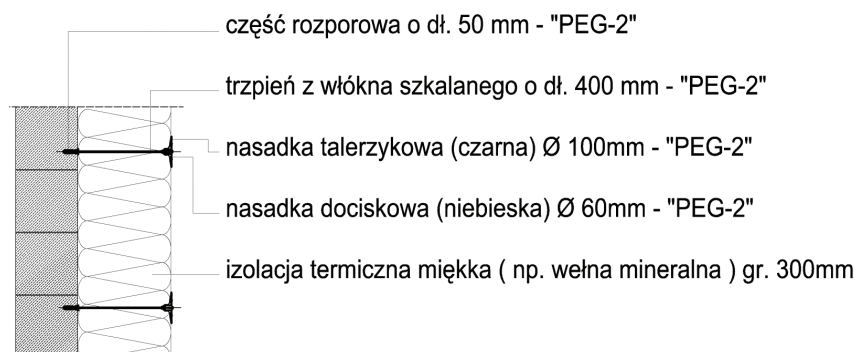 część rozporowa o dł. 50 mm - "PEG-2"
trzpień z włókna szkalanego o dł. 400 mm - "PEG-2"
nasadka talerzykowa (czarna) Ø 100mm - "PEG-2"
nasadka dociskowa (niebieska) Ø 60mm - "PEG-2"
izolacja termiczna miękka ( np. wełna mineralna ) gr. 300mm